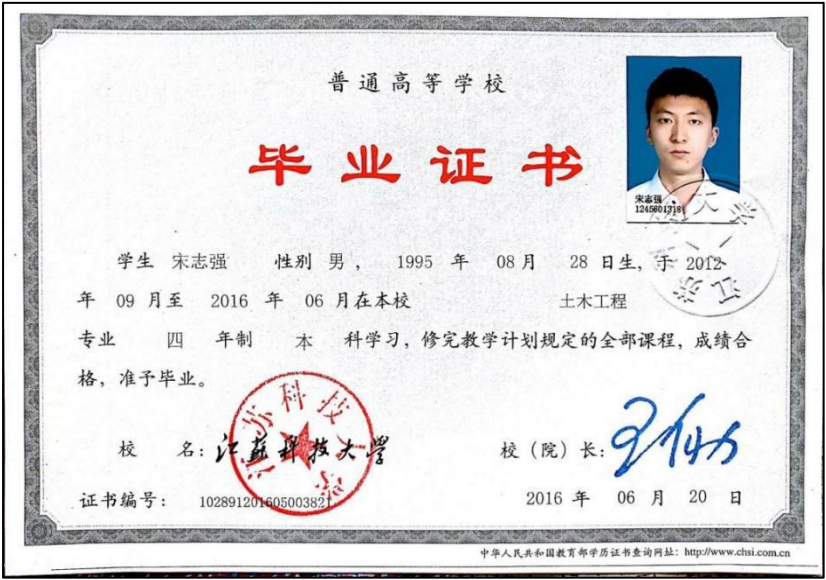 普通高等学校
毕业证书
宋志强
1245601318
学生 宋志强 性别 男， 1995 年 08月 28 日生，于 2012
年 09 月至 2016 年 06 月在本校 土木工程
专业 四 年制 本 科学习，修完教学计划规定的全部课程，成绩合
格，准予毕业。
校 名：江苏科技大学 校（院）长：
证书编号： 102891201605003821 2016 年 06 月 20 日
中华人民共和国教育部学历证书查询网址：http://www.chsi.com.cn